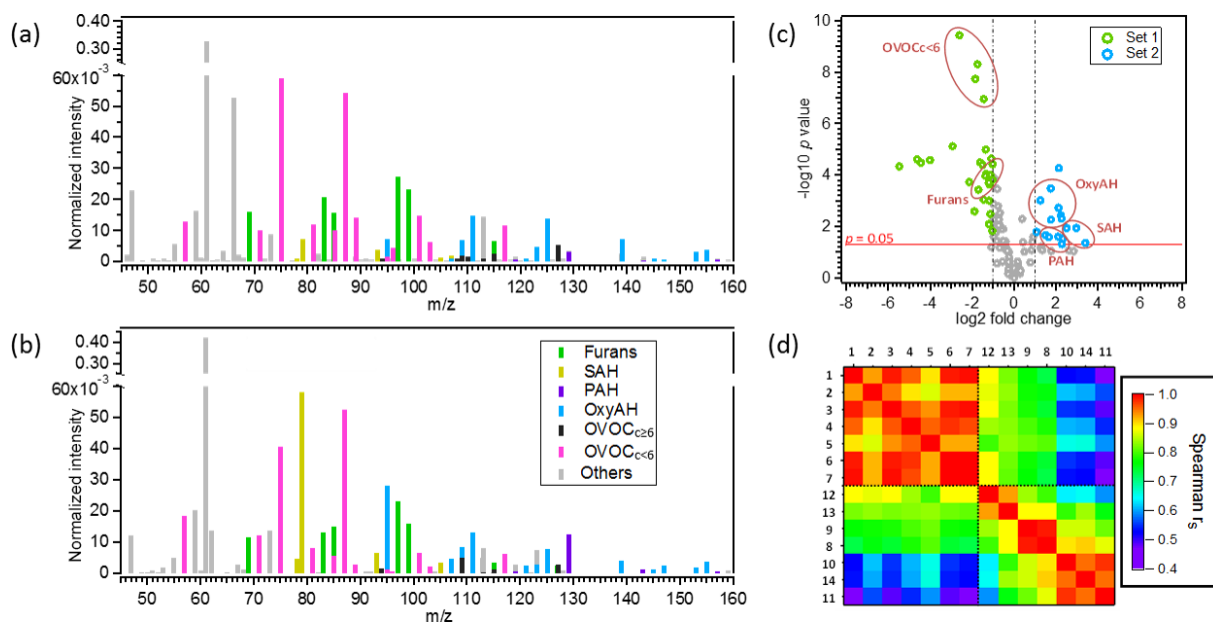 (a)
0.40
0.30
60x10⁻³
50
40
30
20
10
0
Normalized intensity
50 60 70 80 90 100 110 120 130 140 150 160
m/z
(b)
0.40
0.30
60x10⁻³
50
40
30
20
10
0
Normalized intensity
Furans
SAH
PAH
OxyAH
OVOCc≥6
OVOCc<6
Others
50 60 70 80 90 100 110 120 130 140 150 160
m/z
(c)
10
8
6
4
2
0
-log10 p value
OVOCc<6
Set 1
Set 2
Furans
OxyAH
SAH
PAH
p = 0.05
-8 -6 -4 -2 0 2 4 6 8
log2 fold change
(d)
1 2 3 4 5 6 7 12 13 9 8 10 14 11
1
2
3
4
5
6
7
12
13
9
8
10
14
11
1.0
0.9
0.8
0.7
0.6
0.5
0.4
Spearman rs